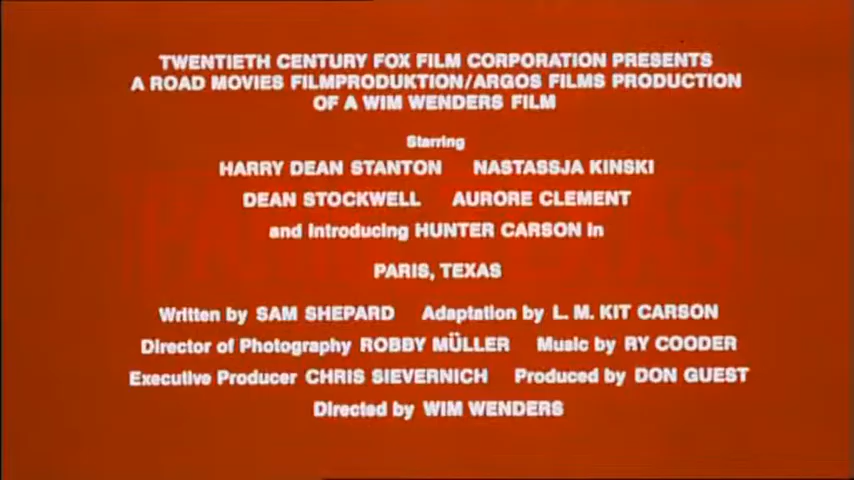 TWENTIETH CENTURY FOX FILM CORPORATION PRESENTS
A ROAD MOVIES FILMPRODUKTION/ARGOS FILMS PRODUCTION
OF A WIM WENDERS FILM
Starring
HARRY DEAN STANTON NASTASSJA KINSKI
DEAN STOCKWELL AURORE CLEMENT
and Introducing HUNTER CARSON in
PARIS, TEXAS
Written by SAM SHEPARD Adaptation by L. M. KIT CARSON
Director of Photography ROBBY MÜLLER Music by RY COODER
Executive Producer CHRIS SIEVERNICH Produced by DON GUEST
Directed by WIM WENDERS